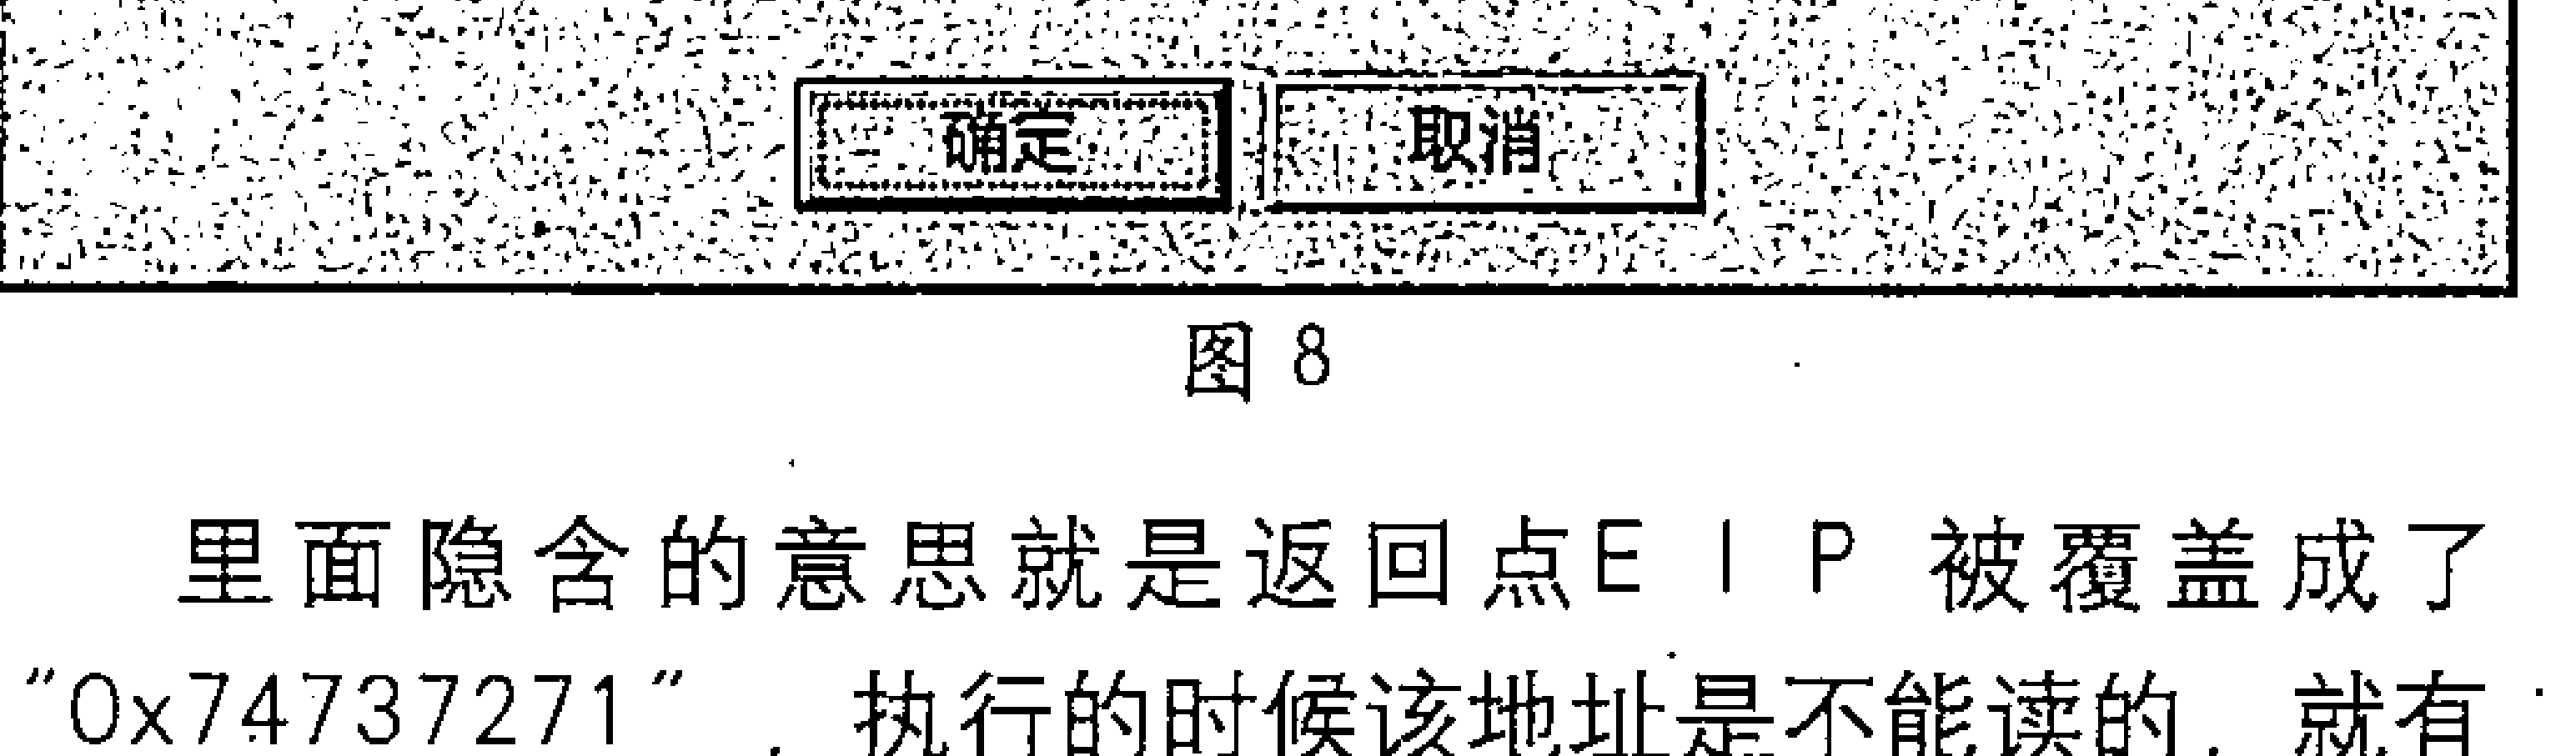 确定 取消
图 8
里面隐含的意思就是返回点EIP 被覆盖成了
"0x74737271"，执行的时候该地址是不能读的，就有